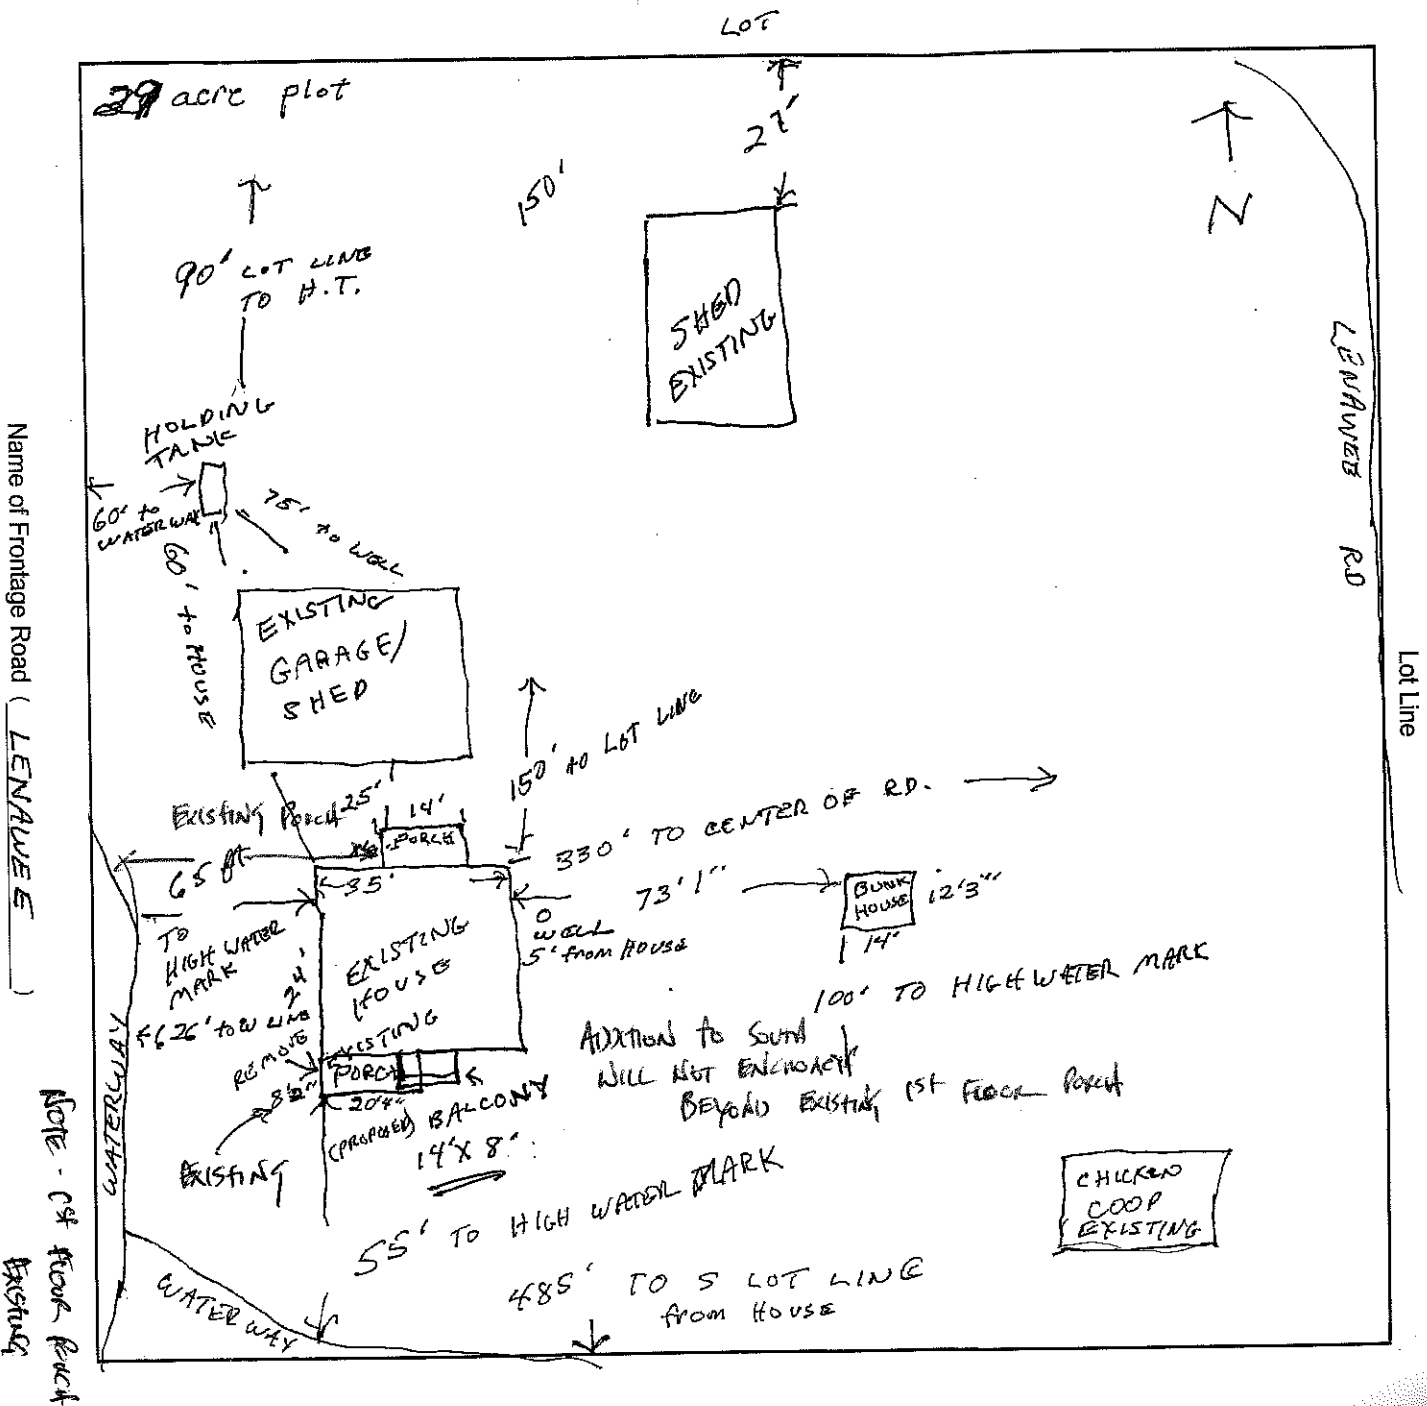 LOT
29 acre plot
27'
150'
N
90' LOT LINE
TO H.T.
SHED
EXISTING
LENAWEE RD
HOLDING
TANK
60' to
WATERWAY
75' to WELL
60' to HOUSE
Name of Frontage Road ( LENAWEE )
Lot Line
EXISTING
GARAGE/
SHED
150' to LOT LINE
EXISTING PORCH
25'
14'
PORCH
330' TO CENTER OF RD.
65 ft
TO
HIGH WATER
MARK
35'
73' 1"
BUNK
HOUSE
12'3"
14'
WELL
5' from HOUSE
24'
EXISTING
HOUSE
100' TO HIGH WATER MARK
626' to W LINE
REMOVE
EXISTING
PORCH
20'4"
EXISTING
(PROPOSED) BALCONY
14' X 8'
ADDITION TO SOUTH
WILL NOT ENCROACH
BEYOND EXISTING 1ST FLOOR PORCH
WATERWAY
55' TO HIGH WATER MARK
CHICKEN
COOP
EXISTING
485' TO S LOT LINE
from HOUSE
WATERWAY
NOTE - 1ST FLOOR PORCH
EXISTING